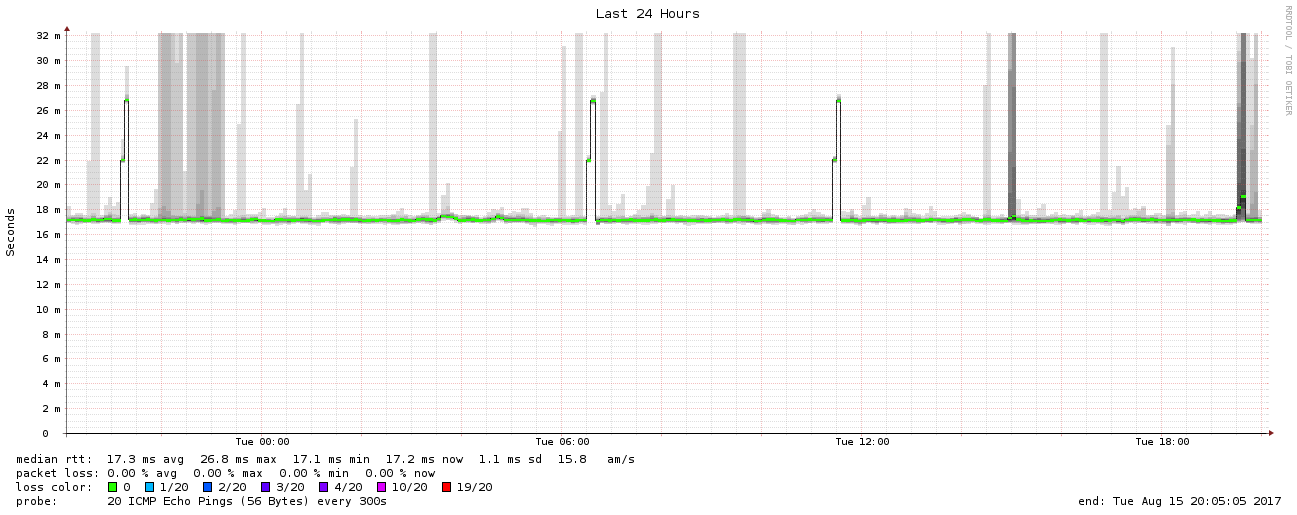 Last 24 Hours
RRDTOOL / TOBI OETIKER
Seconds
32 m
30 m
28 m
26 m
24 m
22 m
20 m
18 m
16 m
14 m
12 m
10 m
8 m
6 m
4 m
2 m
0
Tue 00:00 Tue 06:00 Tue 12:00 Tue 18:00
median rtt: 17.3 ms avg 26.8 ms max 17.1 ms min 17.2 ms now 1.1 ms sd 15.8 am/s
packet loss: 0.00 % avg 0.00 % max 0.00 % min 0.00 % now
loss color: 0 1/20 2/20 3/20 4/20 10/20 19/20
probe: 20 ICMP Echo Pings (56 Bytes) every 300s end: Tue Aug 15 20:05:05 2017